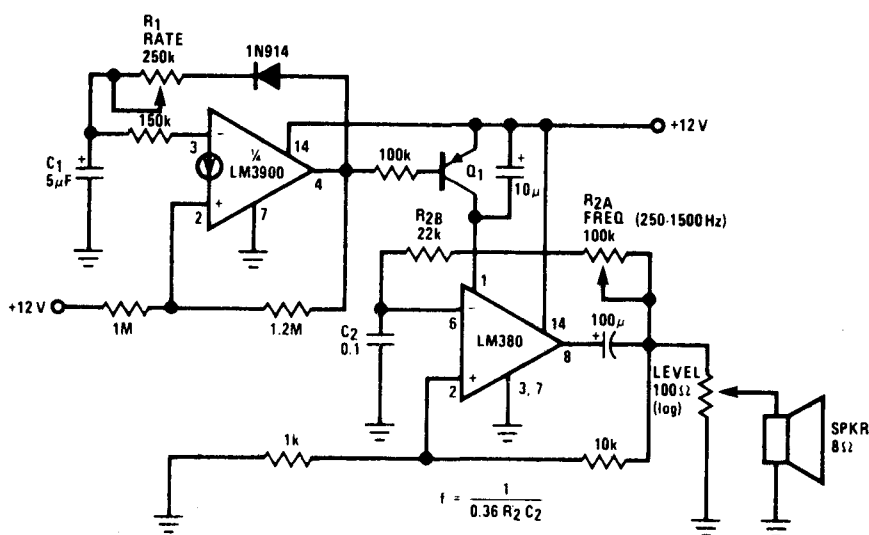 R1
RATE
250k
1N914
150k
C1
5μF
+
3
−
¼
LM3900
14
4
+
2
7
100k
Q1
+
10μ
+12 V
R2A
FREQ (250-1500Hz)
100k
R2B
22k
+12 V
1M
1.2M
C2
0.1
1
6
−
LM380
14
8
+
2
3, 7
100μ
+
LEVEL
100Ω
(log)
SPKR
8Ω
1k
10k
f = 1 / 0.36 R2 C2